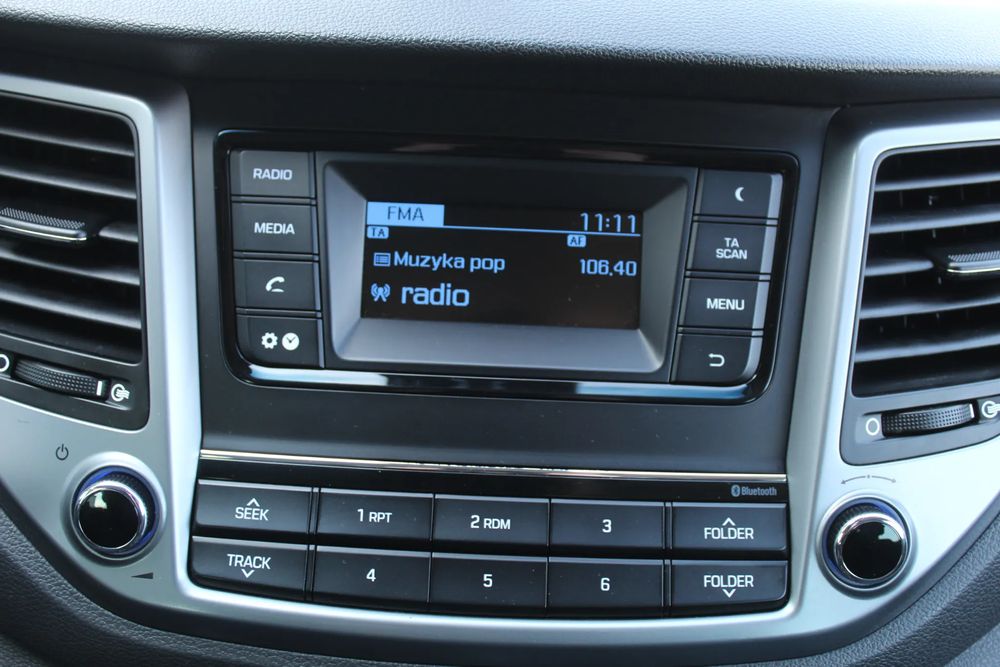 RADIO
MEDIA
FMA 11:11
TA AF
Muzyka pop 106.40
radio
TA
SCAN
MENU
Bluetooth
SEEK
1 RPT
2 RDM
3
FOLDER
TRACK
4
5
6
FOLDER